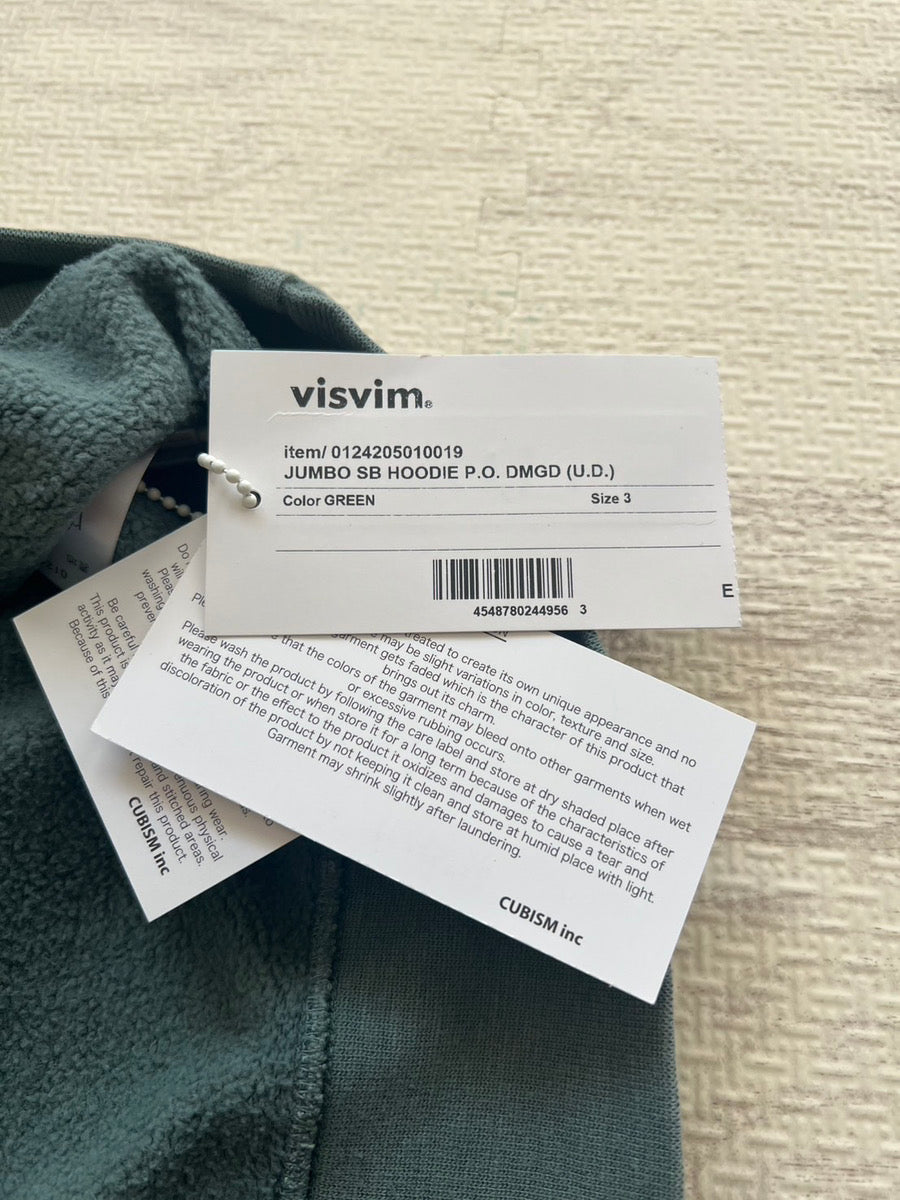 visvim®
item/ 0124205010019
JUMBO SB HOODIE P.O. DMGD (U.D.)
Color GREEN
Size 3
4548780244956 3
E
treated to create its own unique appearance and no
may be slight variations in color, texture and size.
garment gets faded which is the character of this product that
brings out its charm.
that the colors of the garment may bleed onto other garments when wet
or excessive rubbing occurs.
Please wash the product by following the care label and store at dry shaded place after
wearing the product or when store it for a long term because of the characteristics of
the fabric or the effect to the product it oxidizes and damages to cause a tear and
discoloration of the product by not keeping it clean and store at humid place with light.
Garment may shrink slightly after laundering.
CUBISM inc
Do
washing
Be careful
This product is
activity as it
Because of this
wear.
physical
and stitched areas.
repair this product.
CUBISM inc